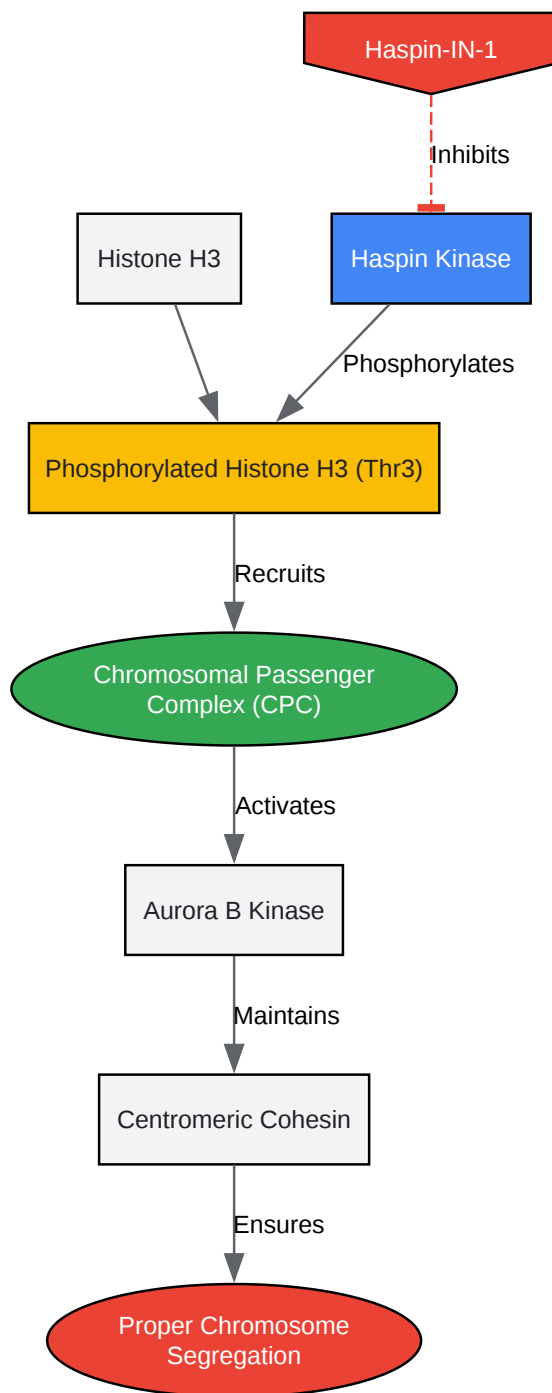 Haspin-IN-1
Inhibits
Histone H3
Haspin Kinase
Phosphorylates
Phosphorylated Histone H3 (Thr3)
Recruits
Chromosomal Passenger
Complex (CPC)
Activates
Aurora B Kinase
Maintains
Centromeric Cohesin
Ensures
Proper Chromosome
Segregation